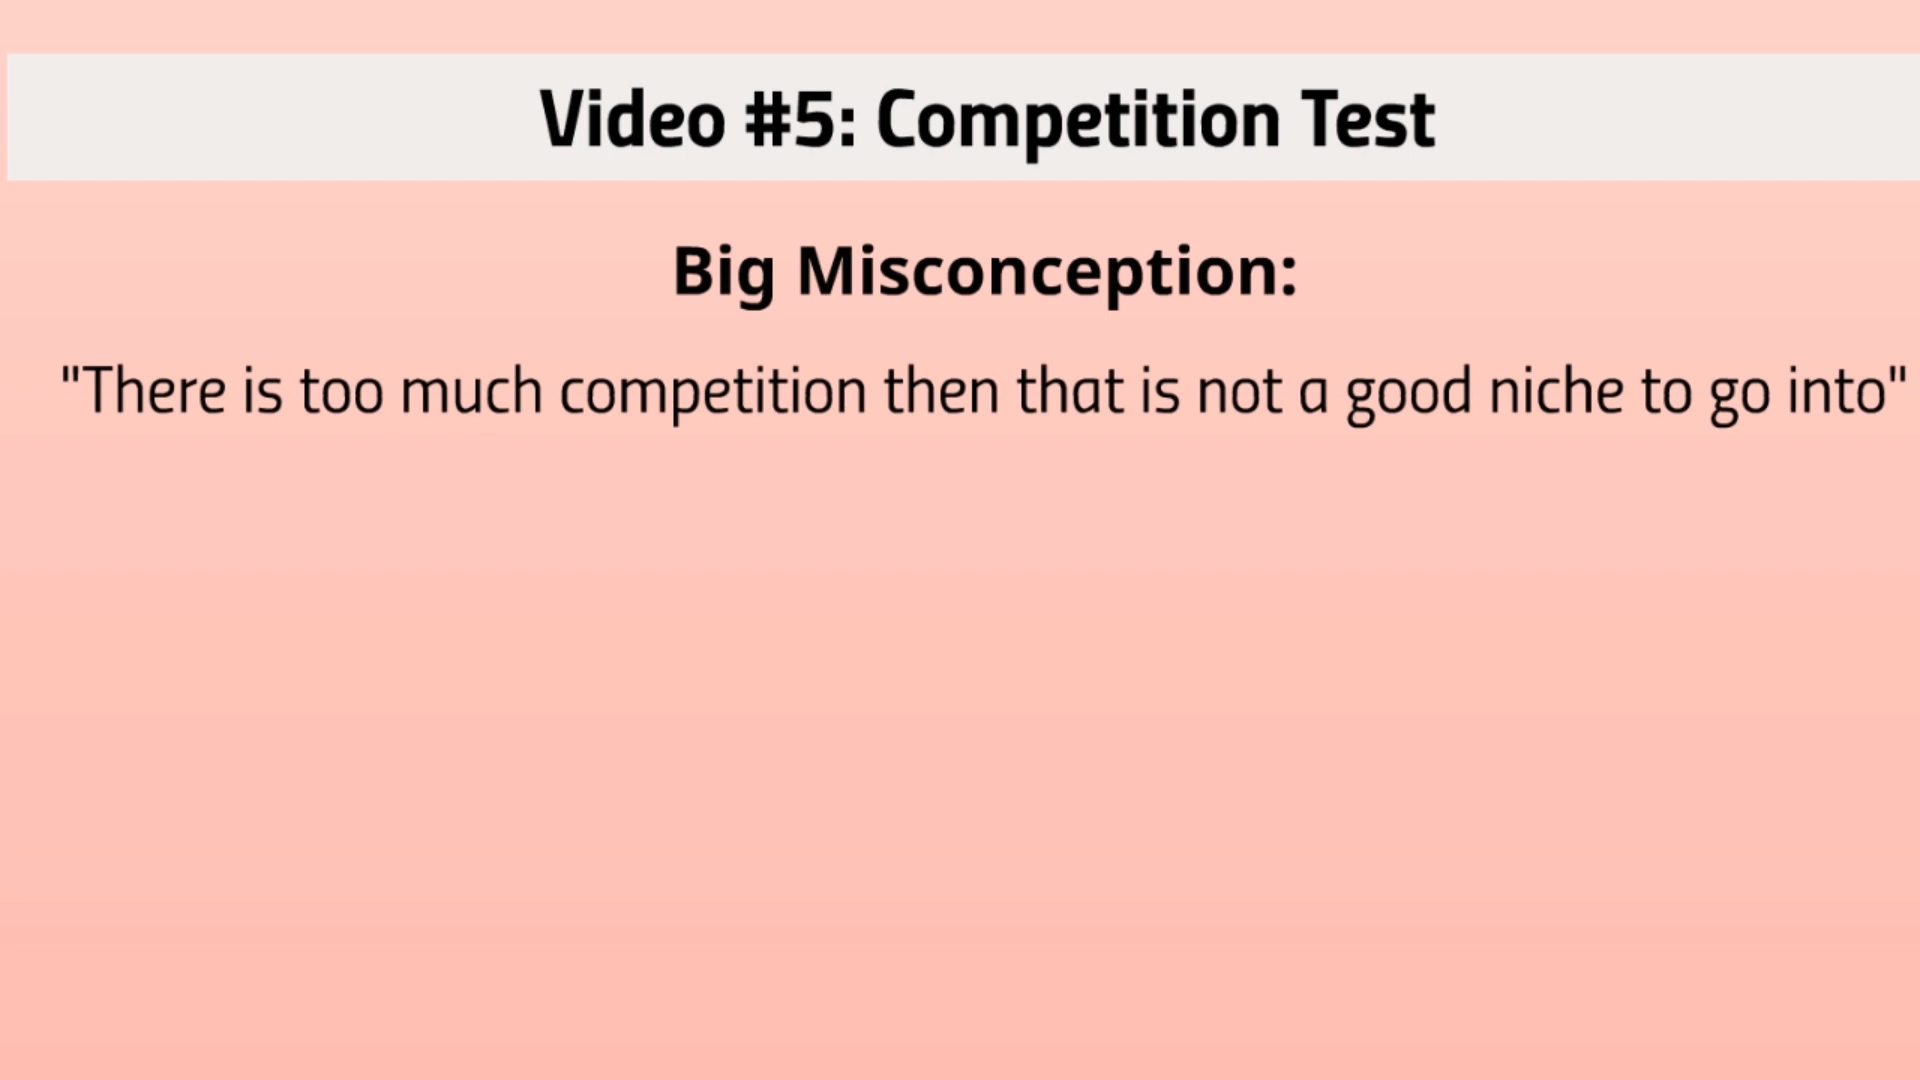 Video #5: Competition Test
Big Misconception:
"There is too much competition then that is not a good niche to go into"